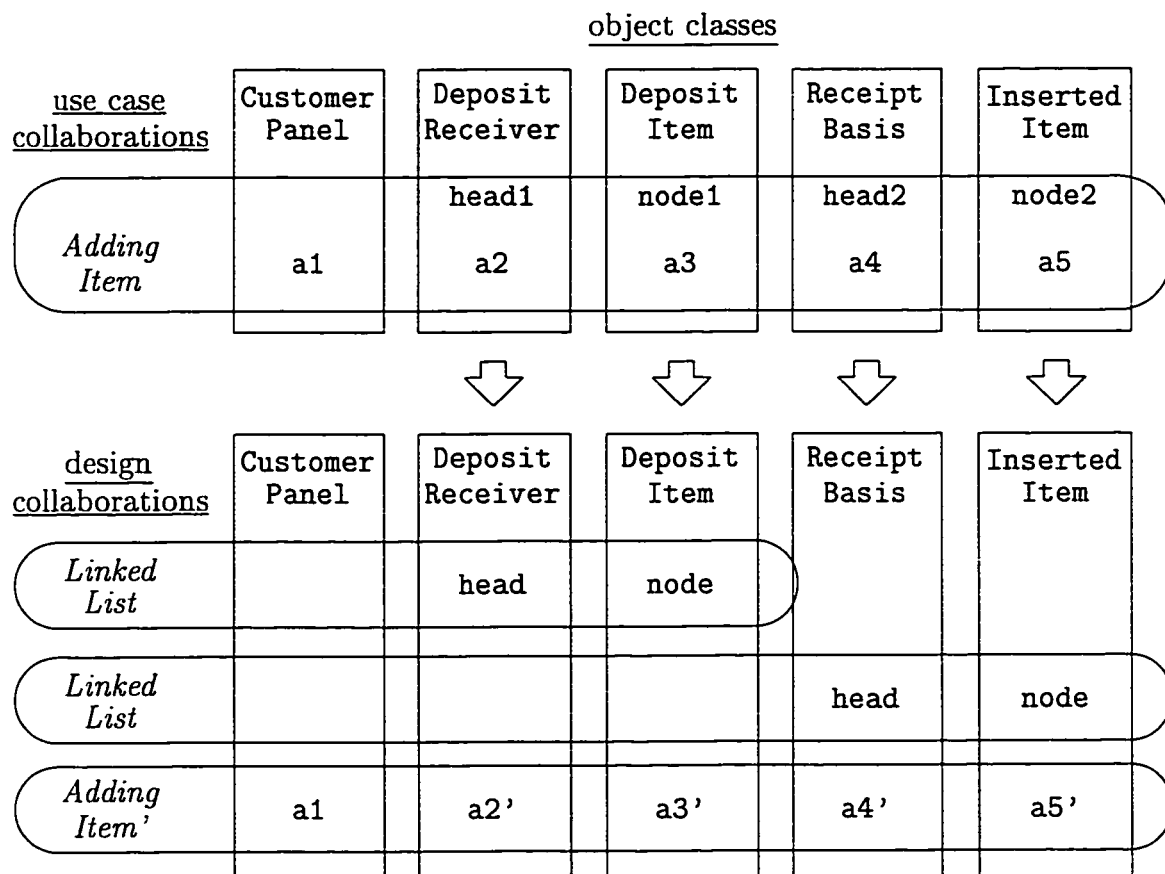 object classes
use case
collaborations
Customer
Panel
Deposit
Receiver
Deposit
Item
Receipt
Basis
Inserted
Item
head1
node1
head2
node2
Adding
Item
a1
a2
a3
a4
a5
design
collaborations
Customer
Panel
Deposit
Receiver
Deposit
Item
Receipt
Basis
Inserted
Item
Linked
List
head
node
Linked
List
head
node
Adding
Item'
a1
a2'
a3'
a4'
a5'